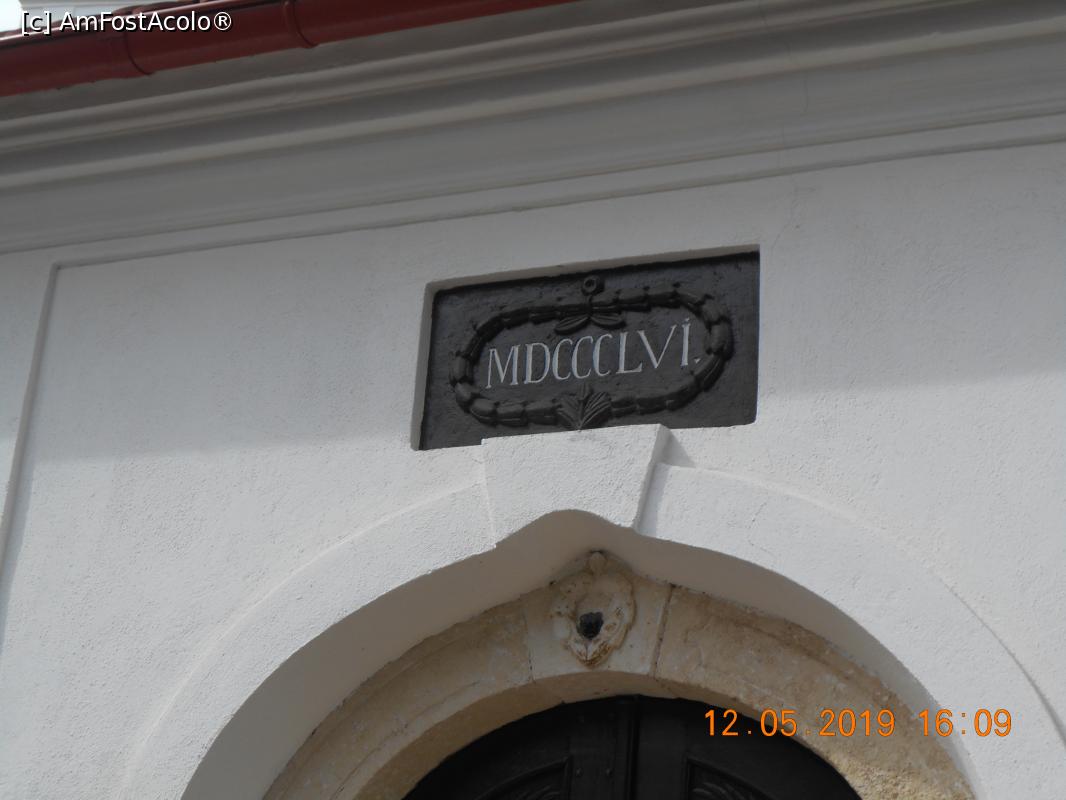 [c] AmFostAcolo®
MDCCCLVİ.
12.05.2019 16:09